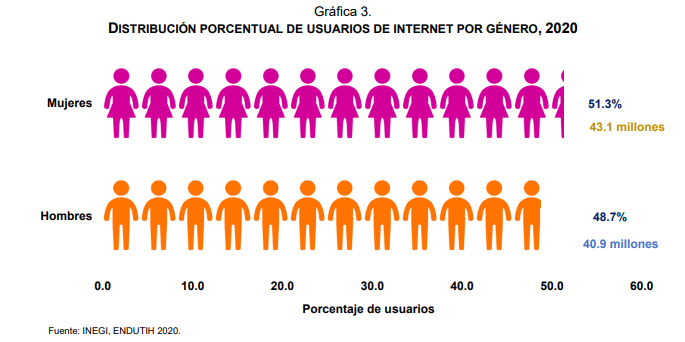 Gráfica 3.
DISTRIBUCIÓN PORCENTUAL DE USUARIOS DE INTERNET POR GÉNERO, 2020
Mujeres
51.3%
43.1 millones
Hombres
48.7%
40.9 millones
0.0 10.0 20.0 30.0 40.0 50.0 60.0
Porcentaje de usuarios
Fuente: INEGI, ENDUTIH 2020.